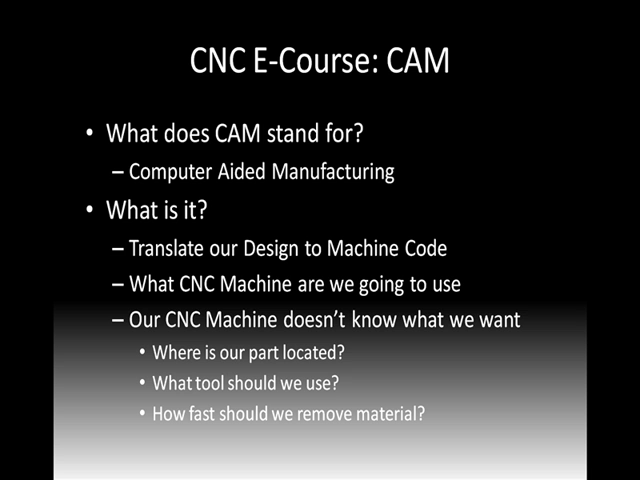 CNC E-Course: CAM
• What does CAM stand for?
– Computer Aided Manufacturing
• What is it?
– Translate our Design to Machine Code
– What CNC Machine are we going to use
– Our CNC Machine doesn’t know what we want
• Where is our part located?
• What tool should we use?
• How fast should we remove material?